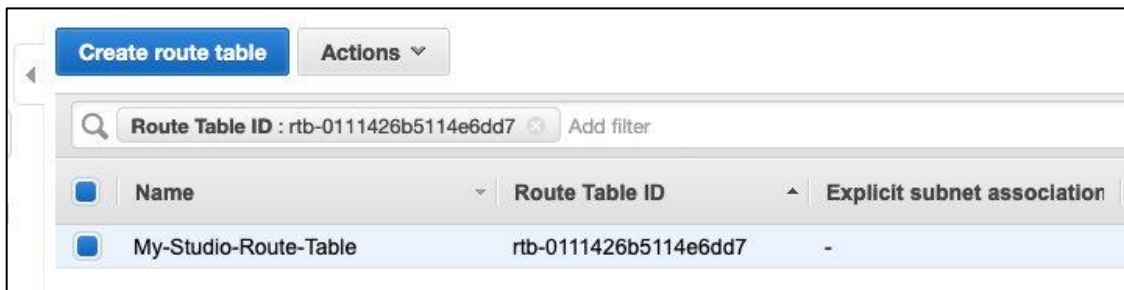 Create route table Actions
Route Table ID : rtb-0111426b5114e6dd7 Add filter
Name Route Table ID Explicit subnet association
My-Studio-Route-Table rtb-0111426b5114e6dd7 -